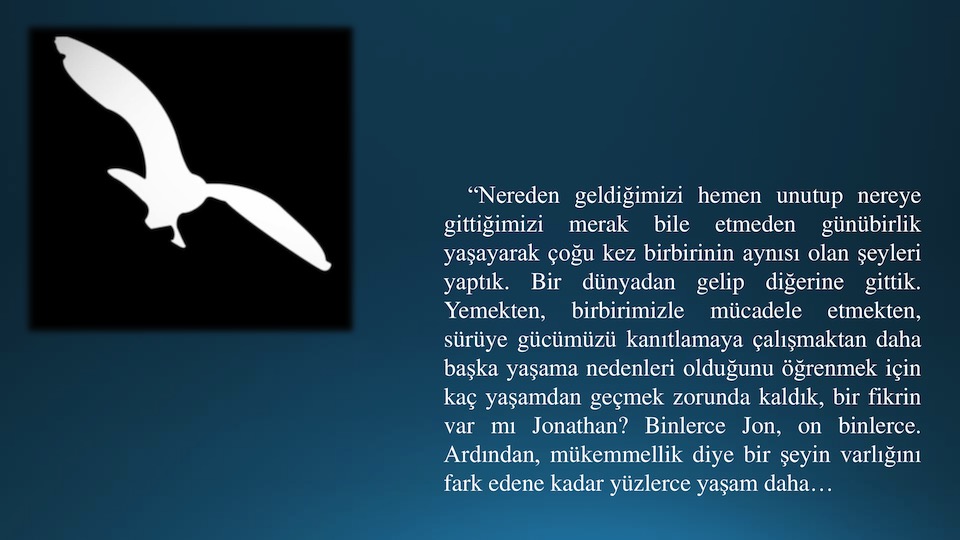 “Nereden geldiğimizi hemen unutup nereye
gittiğimizi merak bile etmeden günübirlik
yaşayarak çoğu kez birbirinin aynısı olan şeyleri
yaptık. Bir dünyadan gelip diğerine gittik.
Yemekten, birbirimizle mücadele etmekten,
sürüye gücümüzü kanıtlamaya çalışmaktan daha
başka yaşama nedenleri olduğunu öğrenmek için
kaç yaşamdan geçmek zorunda kaldık, bir fikrin
var mı Jonathan? Binlerce Jon, on binlerce.
Ardından, mükemmellik diye bir şeyin varlığını
fark edene kadar yüzlerce yaşam daha…